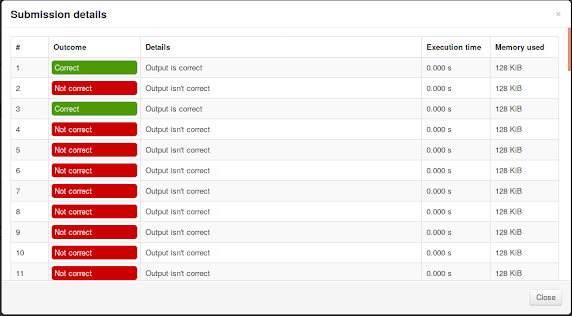 Submission details ×
# Outcome Details Execution time Memory used
1 Correct Output is correct 0.000 s 128 KiB
2 Not correct Output isn't correct 0.000 s 128 KiB
3 Correct Output is correct 0.000 s 128 KiB
4 Not correct Output isn't correct 0.000 s 128 KiB
5 Not correct Output isn't correct 0.000 s 128 KiB
6 Not correct Output isn't correct 0.000 s 128 KiB
7 Not correct Output isn't correct 0.000 s 128 KiB
8 Not correct Output isn't correct 0.000 s 128 KiB
9 Not correct Output isn't correct 0.000 s 128 KiB
10 Not correct Output isn't correct 0.000 s 128 KiB
11 Not correct Output isn't correct 0.000 s 128 KiB
Close